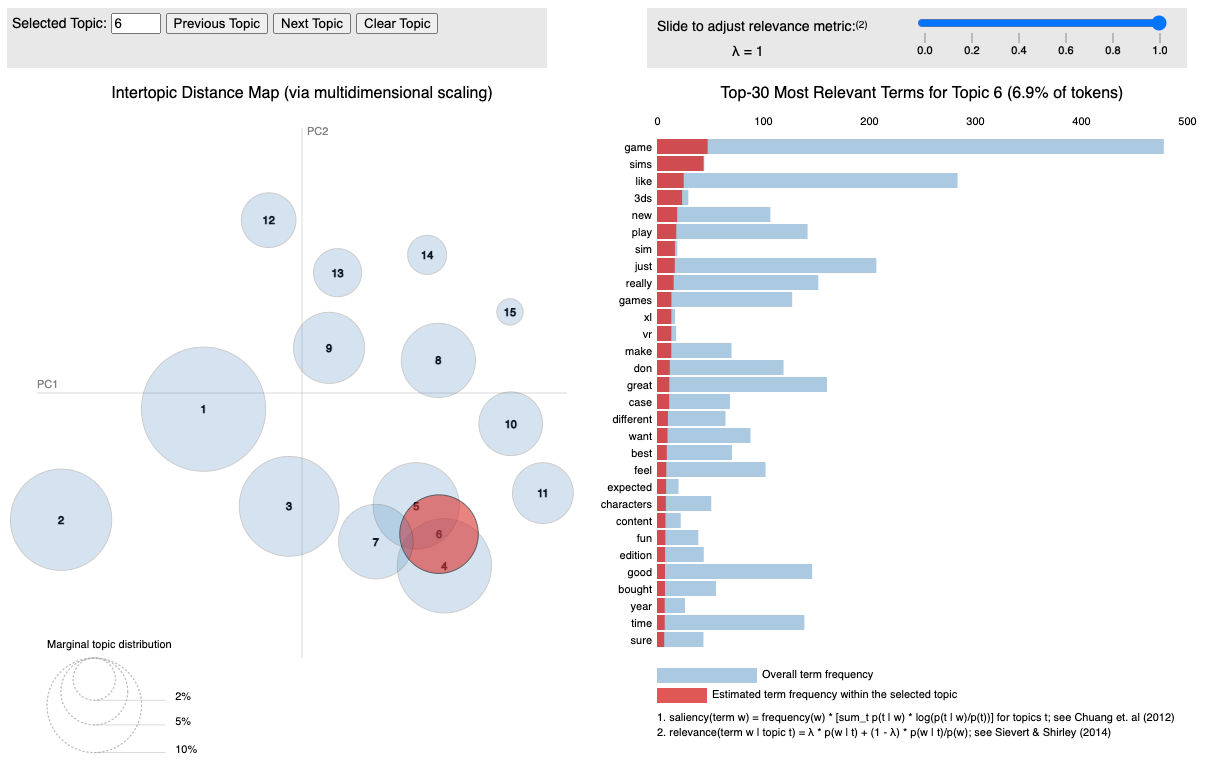 Selected Topic: 6 Previous Topic Next Topic Clear Topic
Slide to adjust relevance metric:(2)
λ = 1
0.0 0.2 0.4 0.6 0.8 1.0
Intertopic Distance Map (via multidimensional scaling)
PC2
PC1
12
13
14
15
9
8
1
10
11
2
3
5
6
7
4
Marginal topic distribution
2%
5%
10%
Top-30 Most Relevant Terms for Topic 6 (6.9% of tokens)
0 100 200 300 400 500
game
sims
like
3ds
new
play
sim
just
really
games
xl
vr
make
don
great
case
different
want
best
feel
expected
characters
content
fun
edition
good
bought
year
time
sure
Overall term frequency
Estimated term frequency within the selected topic
1. saliency(term w) = frequency(w) * [sum_t p(t | w) * log(p(t | w)/p(t))] for topics t; see Chuang et. al (2012)
2. relevance(term w | topic t) = λ * p(w | t) + (1 - λ) * p(w | t)/p(w); see Sievert & Shirley (2014)